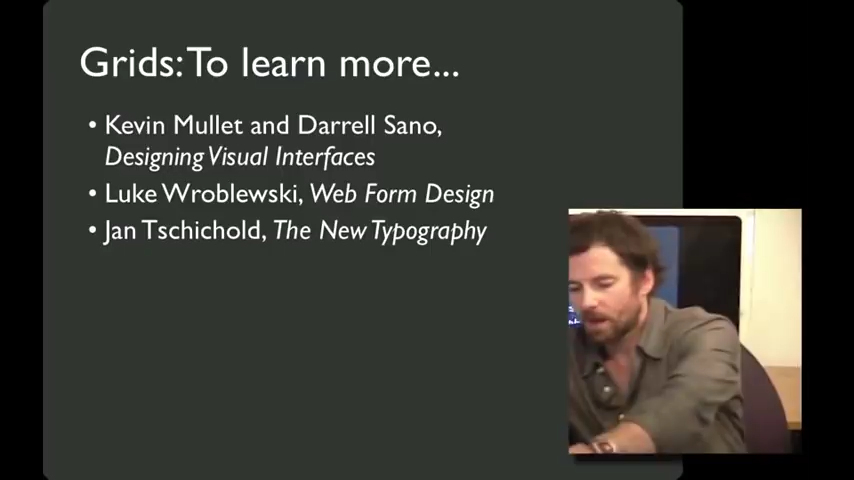 Grids: To learn more...
• Kevin Mullet and Darrell Sano,
Designing Visual Interfaces
• Luke Wroblewski, Web Form Design
• Jan Tschichold, The New Typography